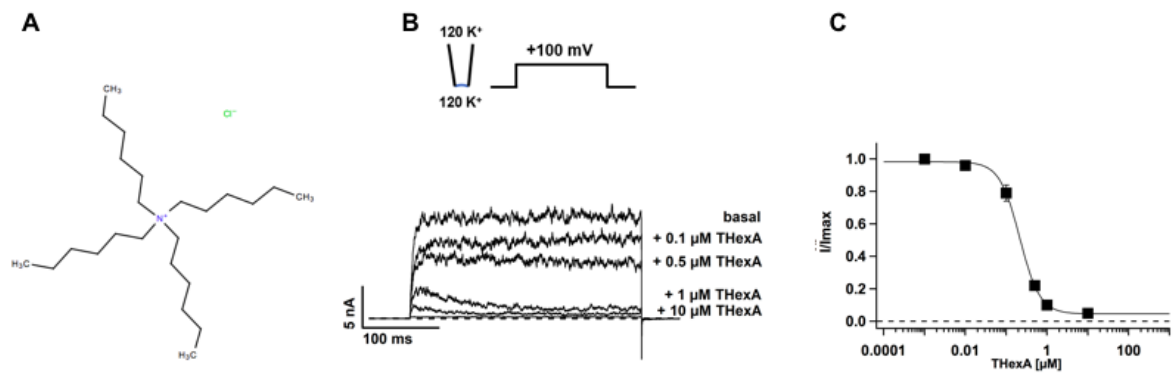 A
CH₃
Cl⁻
N⁺
CH₃
H₃C
H₃C
B
120 K⁺
120 K⁺
+100 mV
basal
+ 0.1 µM THexA
+ 0.5 µM THexA
+ 1 µM THexA
+ 10 µM THexA
5 nA
100 ms
C
I/Imax
1.0
0.8
0.6
0.4
0.2
0.0
0.0001
0.01
1
100
THexA [µM]